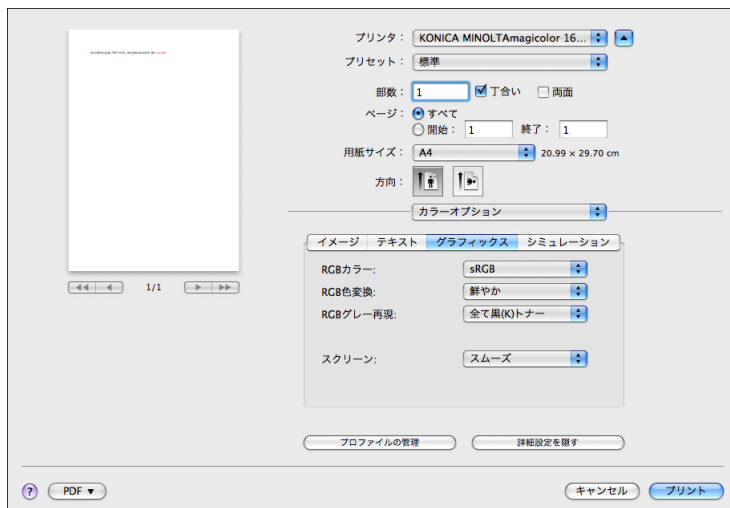 プリンタ： KONICA MINOLTAmagicolor 16...
プリセット： 標準
部数： 1 丁合い 両面
ページ： すべて
開始： 1 終了： 1
用紙サイズ： A4 20.99 × 29.70 cm
方向：
カラーオプション
イメージ テキスト グラフィックス シミュレーション
RGBカラー: sRGB
RGB色変換: 鮮やか
RGBグレー再現: 全て黒(K)トナー
スクリーン: スムーズ
1/1
プロファイルの管理 詳細設定を隠す
? PDF ▼ キャンセル プリント